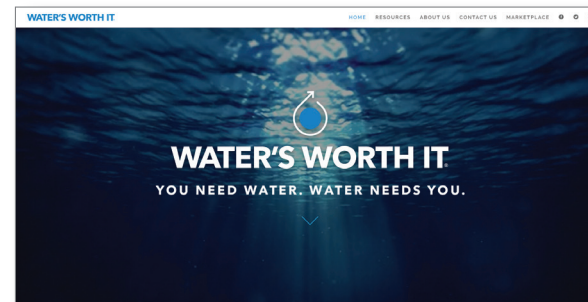 WATER'S WORTH IT
HOME RESOURCES ABOUT US CONTACT US MARKETPLACE
WATER'S WORTH IT
YOU NEED WATER. WATER NEEDS YOU.